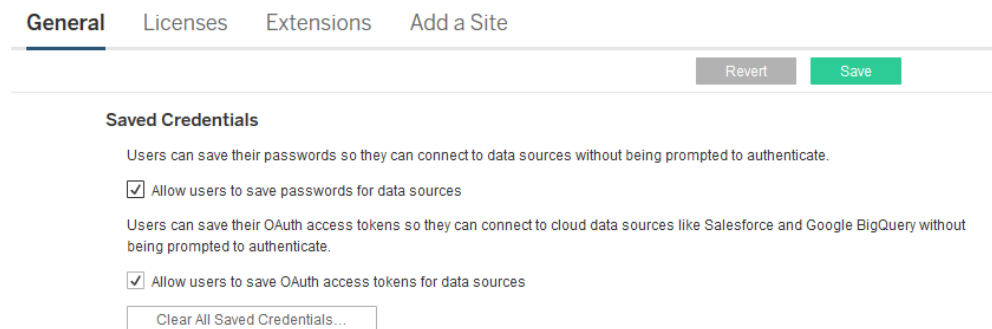 General Licenses Extensions Add a Site
Revert Save
Saved Credentials
Users can save their passwords so they can connect to data sources without being prompted to authenticate.
Allow users to save passwords for data sources
Users can save their OAuth access tokens so they can connect to cloud data sources like Salesforce and Google BigQuery without
being prompted to authenticate.
Allow users to save OAuth access tokens for data sources
Clear All Saved Credentials...